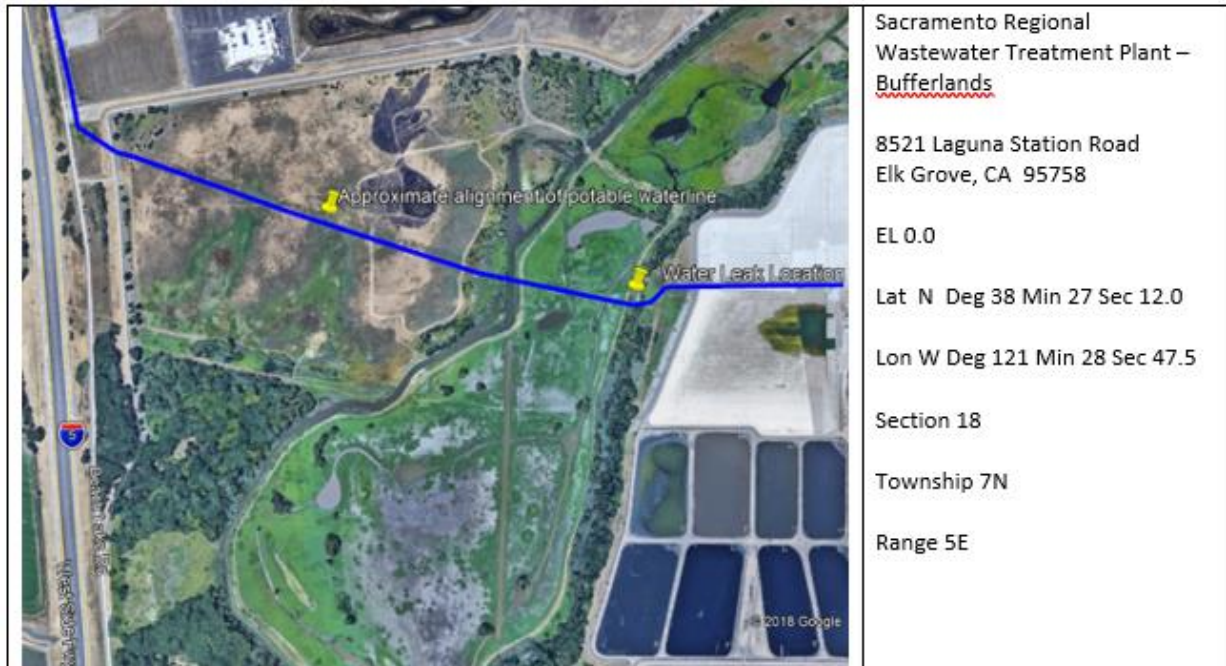 Approximate alignment of potable waterline
Water Leak Location
5
© 2018 Google
Sacramento Regional
Wastewater Treatment Plant –
Bufferlands
8521 Laguna Station Road
Elk Grove, CA 95758
EL 0.0
Lat N Deg 38 Min 27 Sec 12.0
Lon W Deg 121 Min 28 Sec 47.5
Section 18
Township 7N
Range 5E